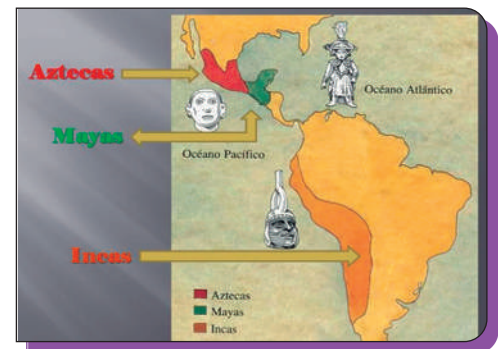 Aztecas
Océano Atlántico
Mayas
Océano Pacífico
Incas
Aztecas
Mayas
Incas